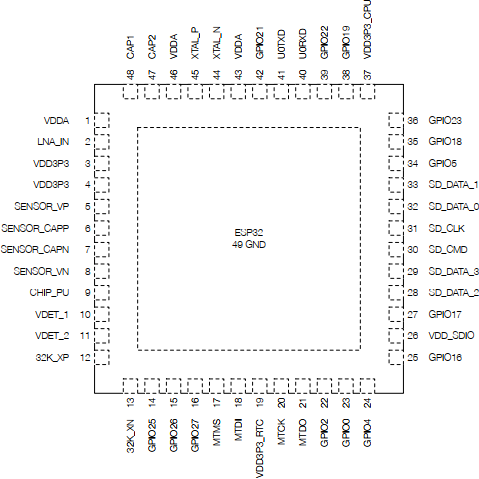 48 CAP1
47 CAP2
46 VDDA
45 XTAL_P
44 XTAL_N
43 VDDA
42 GPIO21
41 U0TXD
40 U0RXD
39 GPIO22
38 GPIO19
37 VDD3P3_CPU
VDDA 1
LNA_IN 2
VDD3P3 3
VDD3P3 4
SENSOR_VP 5
SENSOR_CAPP 6
SENSOR_CAPN 7
SENSOR_VN 8
CHIP_PU 9
VDET_1 10
VDET_2 11
32K_XP 12
ESP32
49 GND
36 GPIO23
35 GPIO18
34 GPIO5
33 SD_DATA_1
32 SD_DATA_0
31 SD_CLK
30 SD_CMD
29 SD_DATA_3
28 SD_DATA_2
27 GPIO17
26 VDD_SDIO
25 GPIO16
32K_XN 13
GPIO25 14
GPIO26 15
GPIO27 16
MTMS 17
MTDI 18
VDD3P3_RTC 19
MTCK 20
MTDO 21
GPIO2 22
GPIO0 23
GPIO4 24